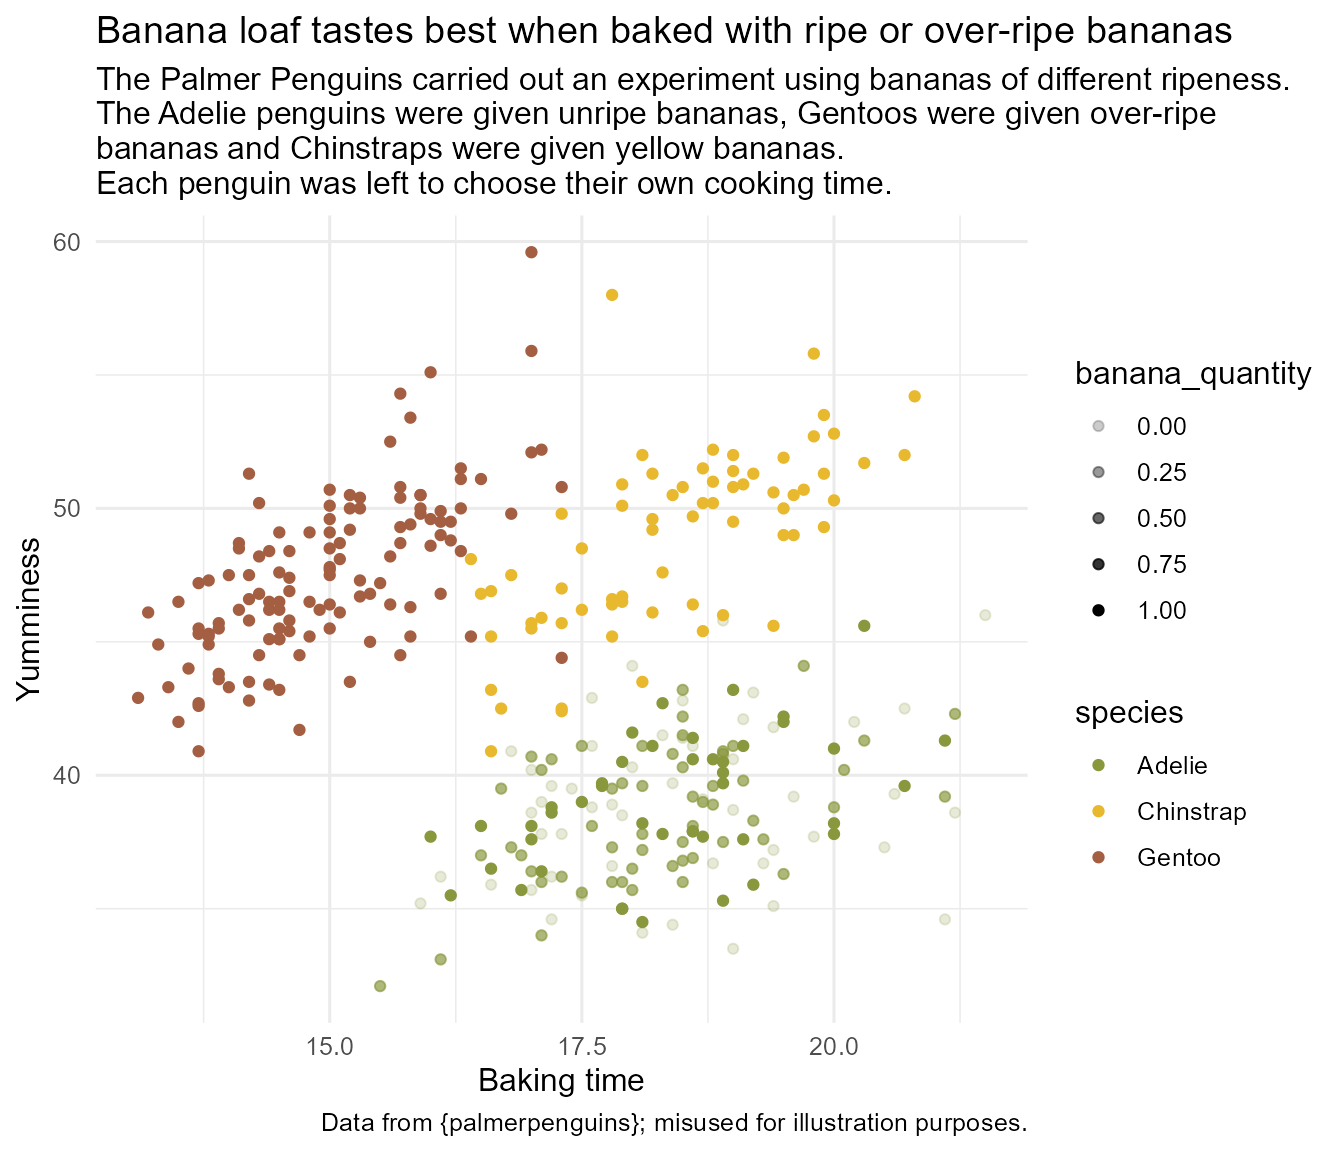 Banana loaf tastes best when baked with ripe or over-ripe bananas
The Palmer Penguins carried out an experiment using bananas of different ripeness.
The Adelie penguins were given unripe bananas, Gentoos were given over-ripe
bananas and Chinstraps were given yellow bananas.
Each penguin was left to choose their own cooking time.
60
50
40
Yumminess
15.0
17.5
20.0
Baking time
banana_quantity
0.00
0.25
0.50
0.75
1.00
species
Adelie
Chinstrap
Gentoo
Data from {palmerpenguins}; misused for illustration purposes.